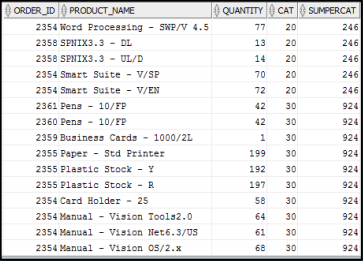 ORDER_ID PRODUCT_NAME QUANTITY CAT SUMPERCAT
2354 Word Processing - SWP/V 4.5 77 20 246
2358 SPNIX3.3 - DL 13 20 246
2358 SPNIX3.3 - UL/D 14 20 246
2354 Smart Suite - V/SP 70 20 246
2354 Smart Suite - V/EN 72 20 246
2361 Pens - 10/FP 42 30 924
2360 Pens - 10/FP 42 30 924
2359 Business Cards - 1000/2L 1 30 924
2355 Paper - Std Printer 199 30 924
2355 Plastic Stock - Y 192 30 924
2355 Plastic Stock - R 197 30 924
2354 Card Holder - 25 58 30 924
2354 Manual - Vision Tools2.0 64 30 924
2354 Manual - Vision Net6.3/US 61 30 924
2354 Manual - Vision OS/2.x 68 30 924